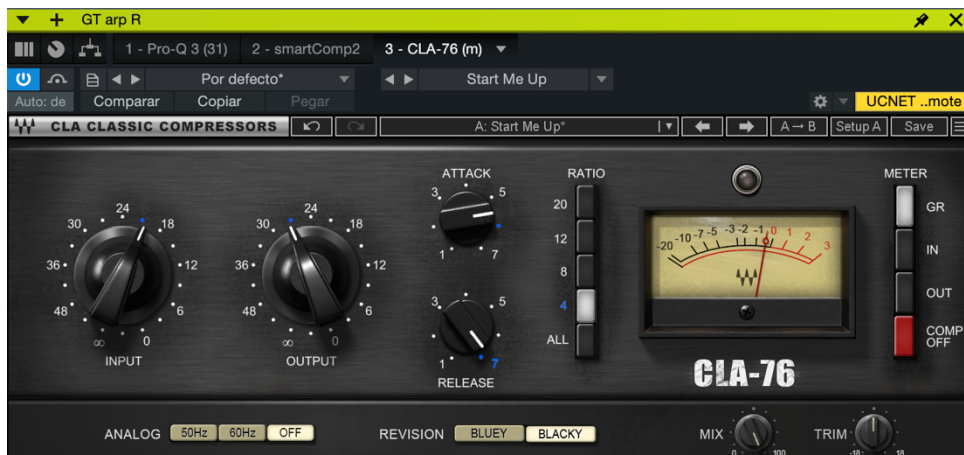 GT arp R
1 - Pro-Q 3 (31) 2 - smartComp2 3 - CLA-76 (m)
Por defecto* Start Me Up
Auto: de Comparar Copiar Pegar UCNET ..mote
CLA CLASSIC COMPRESSORS A: Start Me Up* A→B Setup A Save
INPUT
∞ 48 36 30 24 18 12 6 0
OUTPUT
∞ 48 36 30 24 18 12 6 0
ATTACK
1 3 5 7
RELEASE
1 3 5 7
RATIO
20
12
8
4
ALL
-20 -10 -7 -5 -3 -2 -1 0 1 2 3
CLA-76
METER
GR
IN
OUT
COMP OFF
ANALOG 50Hz 60Hz OFF REVISION BLUEY BLACKY MIX 0 100 TRIM -18 18